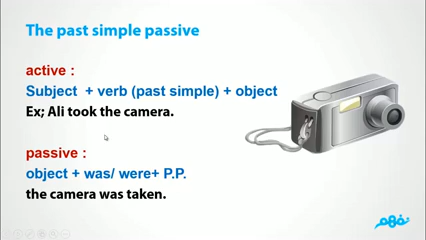 The past simple passive
active :
Subject + verb (past simple) + object
Ex; Ali took the camera.
passive :
object + was/ were+ P.P.
the camera was taken.
نفهم